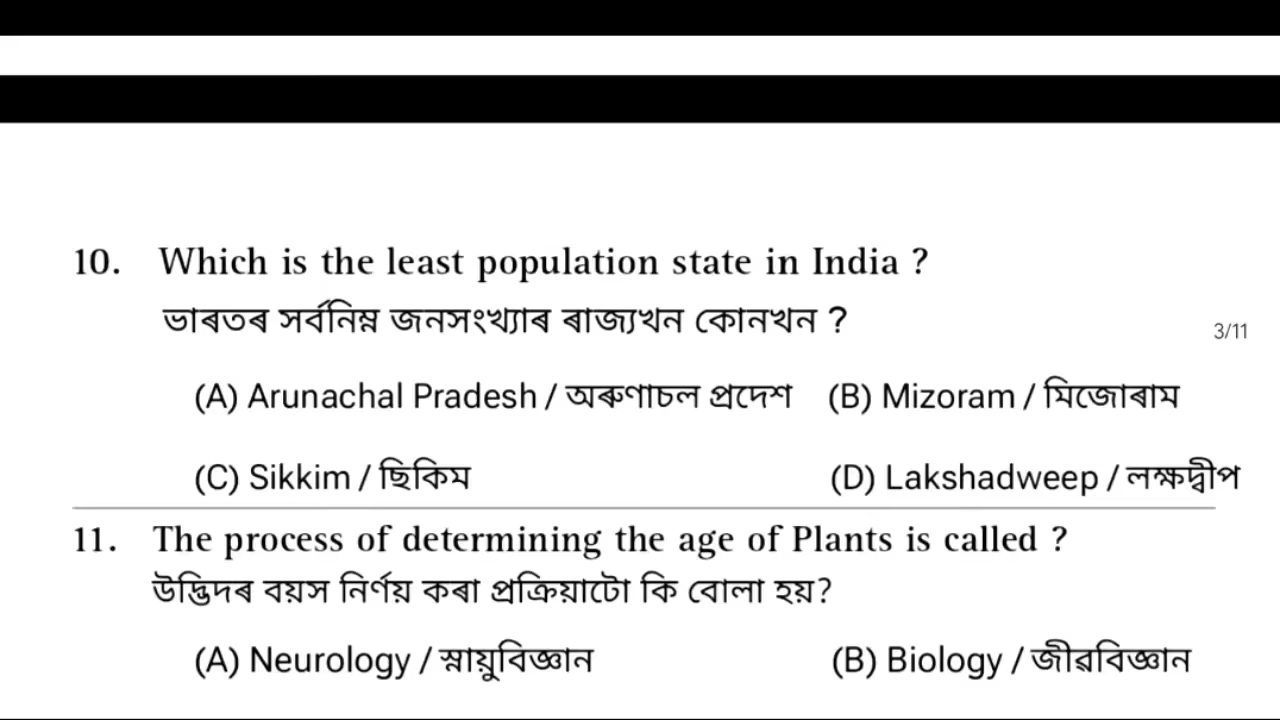 10. Which is the least population state in India ?
ভাৰতৰ সৰ্বনিম্ন জনসংখ্যাৰ ৰাজ্যখন কোনখন ?
3/11
(A) Arunachal Pradesh / অৰুণাচল প্ৰদেশ (B) Mizoram / মিজোৰাম
(C) Sikkim / ছিকিম (D) Lakshadweep / লক্ষদ্বীপ
11. The process of determining the age of Plants is called ?
উদ্ভিদৰ বয়স নিৰ্ণয় কৰা প্ৰক্ৰিয়াটো কি বোলা হয়?
(A) Neurology / স্নায়ুবিজ্ঞান (B) Biology / জীৱবিজ্ঞান